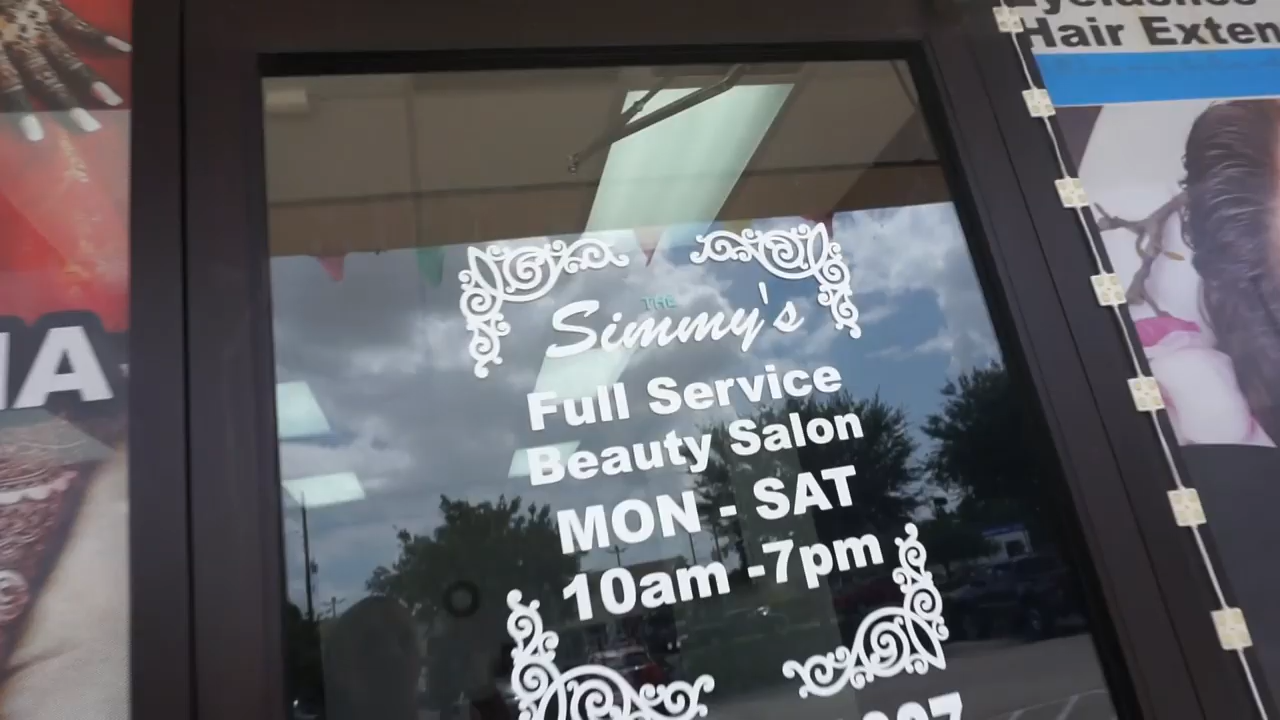 Eyelashes
Hair Exten
THE
Simmy's
Full Service
Beauty Salon
MON - SAT
10am -7pm